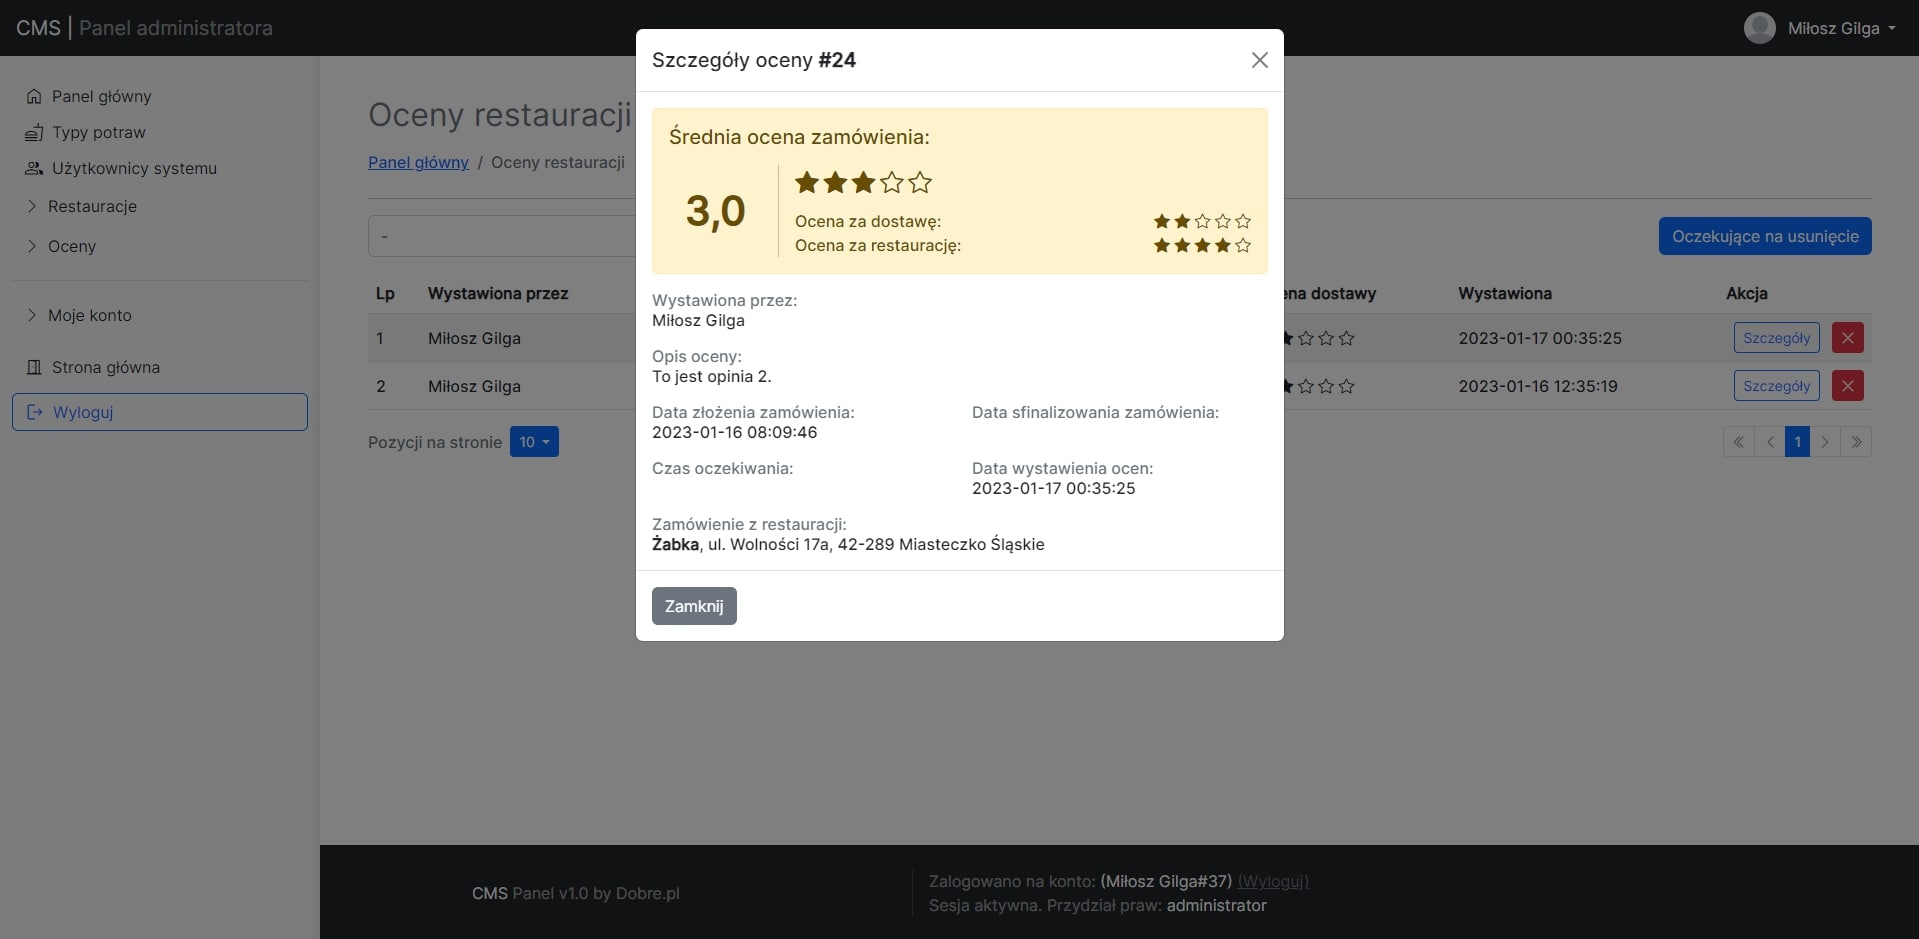 CMS | Panel administratora
Miłosz Gilga
Panel główny
Typy potraw
Użytkownicy systemu
Restauracje
Oceny
Moje konto
Strona główna
Wyloguj
Oceny restauracji
Panel główny / Oceny restauracji
-
Oczekujące na usunięcie
Lp Wystawiona przez dostawy Wystawiona Akcja
1 Miłosz Gilga 2023-01-17 00:35:25 Szczegóły
2 Miłosz Gilga 2023-01-16 12:35:19 Szczegóły
Pozycji na stronie 10
« < 1 > »
Szczegóły oceny #24
Średnia ocena zamówienia:
3,0
Ocena za dostawę:
Ocena za restaurację:
Wystawiona przez:
Miłosz Gilga
Opis oceny:
To jest opinia 2.
Data złożenia zamówienia:
2023-01-16 08:09:46
Data sfinalizowania zamówienia:
Czas oczekiwania:
Data wystawienia ocen:
2023-01-17 00:35:25
Zamówienie z restauracji:
Żabka, ul. Wolności 17a, 42-289 Miasteczko Śląskie
Zamknij
CMS Panel v1.0 by Dobre.pl
Zalogowano na konto: (Miłosz Gilga#37) (Wyloguj)
Sesja aktywna. Przydział praw: administrator